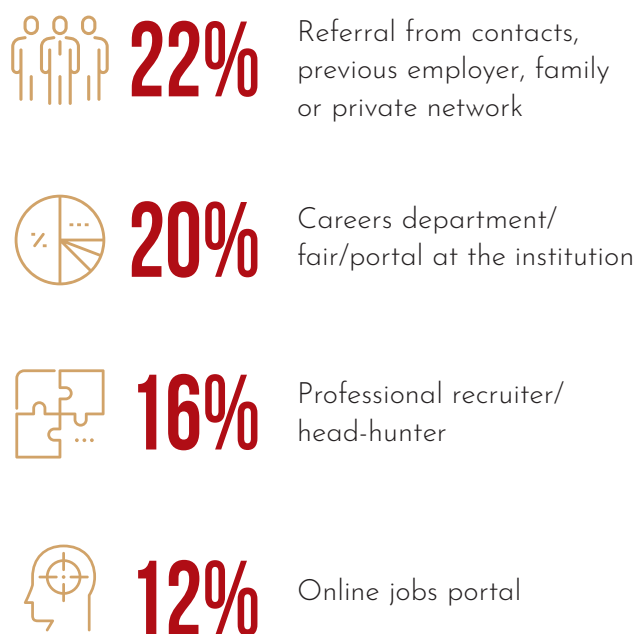 22%
Referral from contacts,
previous employer, family
or private network
20%
Careers department/
fair/portal at the institution
16%
Professional recruiter/
head-hunter
12%
Online jobs portal